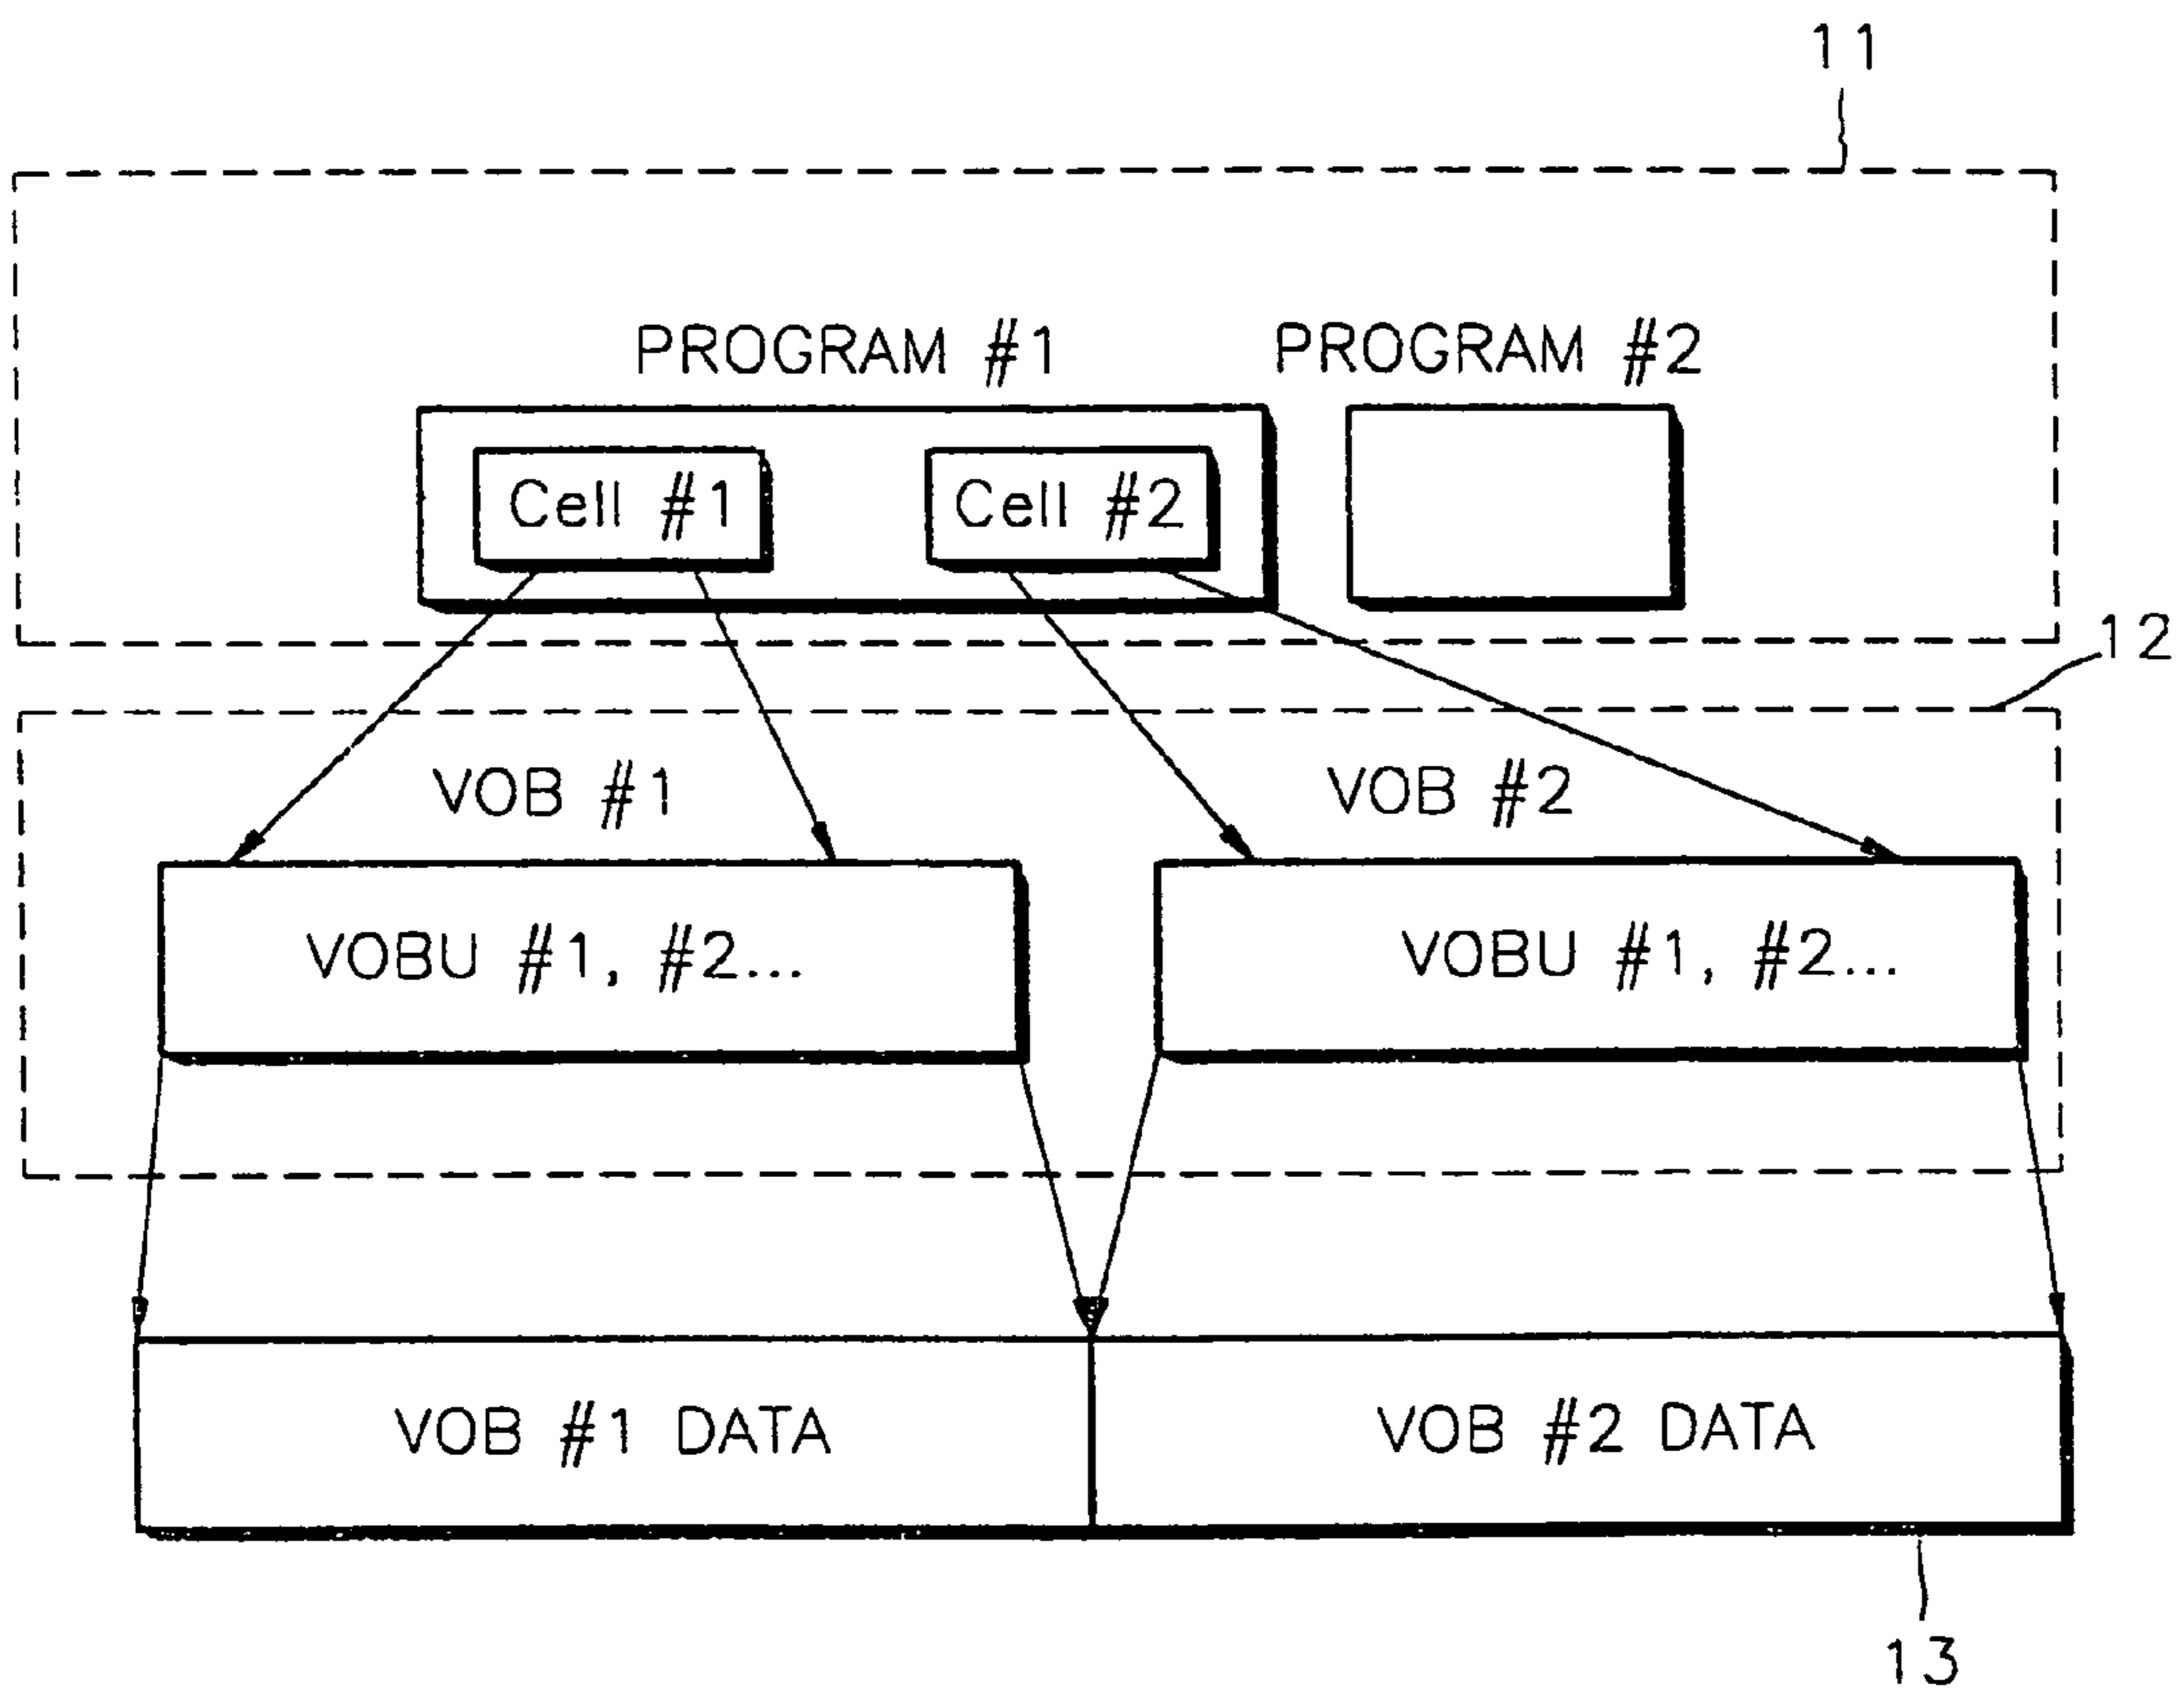 11
PROGRAM #1
PROGRAM #2
Cell #1
Cell #2
12
VOB #1
VOB #2
VOBU #1, #2...
VOBU #1, #2...
VOB #1 DATA
VOB #2 DATA
13